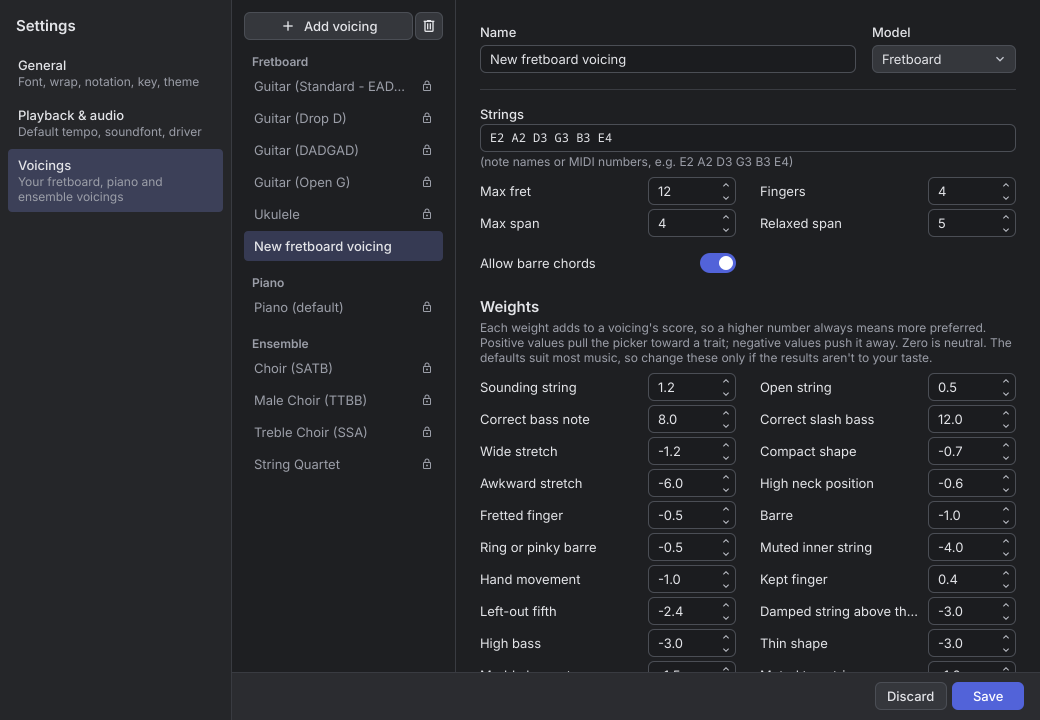 Settings
General
Font, wrap, notation, key, theme
Playback & audio
Default tempo, soundfont, driver
Voicings
Your fretboard, piano and
ensemble voicings
Add voicing
Fretboard
Guitar (Standard - EAD...
Guitar (Drop D)
Guitar (DADGAD)
Guitar (Open G)
Ukulele
New fretboard voicing
Piano
Piano (default)
Ensemble
Choir (SATB)
Male Choir (TTBB)
Treble Choir (SSA)
String Quartet
Name
New fretboard voicing
Model
Fretboard
Strings
E2 A2 D3 G3 B3 E4
(note names or MIDI numbers, e.g. E2 A2 D3 G3 B3 E4)
Max fret 12 Fingers 4
Max span 4 Relaxed span 5
Allow barre chords
Weights
Each weight adds to a voicing's score, so a higher number always means more preferred.
Positive values pull the picker toward a trait; negative values push it away. Zero is neutral. The
defaults suit most music, so change these only if the results aren't to your taste.
Sounding string 1.2 Open string 0.5
Correct bass note 8.0 Correct slash bass 12.0
Wide stretch -1.2 Compact shape -0.7
Awkward stretch -6.0 High neck position -0.6
Fretted finger -0.5 Barre -1.0
Ring or pinky barre -0.5 Muted inner string -4.0
Hand movement -1.0 Kept finger 0.4
Left-out fifth -2.4 Damped string above th... -3.0
High bass -3.0 Thin shape -3.0
Discard
Save